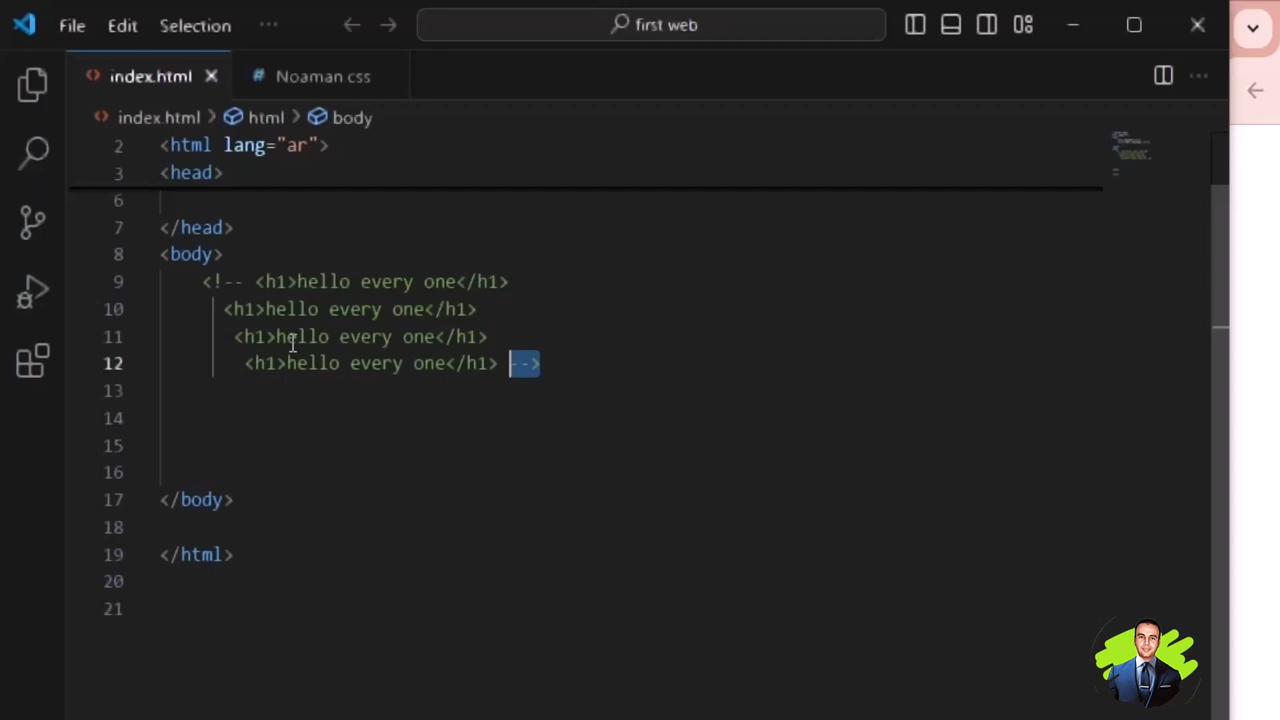 File Edit Selection ··· first web
index.html Noaman css
index.html > html > body
2 <html lang="ar">
3 <head>
6
7 </head>
8 <body>
9 <!-- <h1>hello every one</h1>
10 <h1>hello every one</h1>
11 <h1>hello every one</h1>
12 <h1>hello every one</h1> -->
13
14
15
16
17 </body>
18
19 </html>
20
21